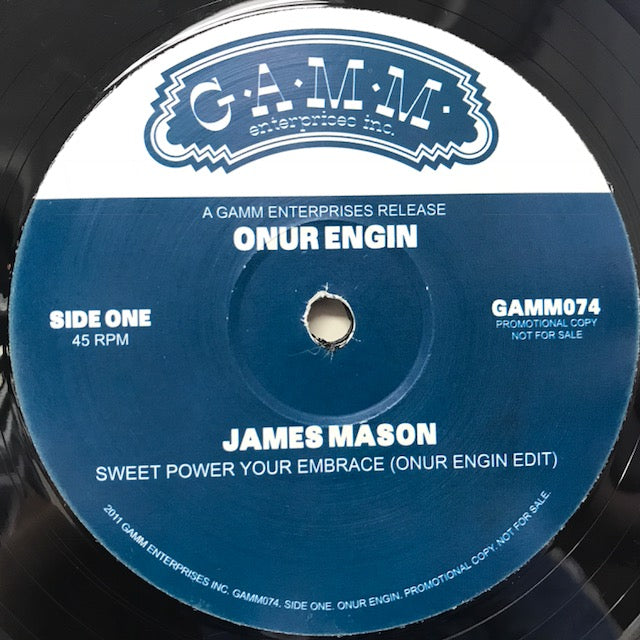 G·A·M·M·
enterprises inc.
A GAMM ENTERPRISES RELEASE
ONUR ENGIN
SIDE ONE
45 RPM
GAMM074
PROMOTIONAL COPY
NOT FOR SALE
JAMES MASON
SWEET POWER YOUR EMBRACE (ONUR ENGIN EDIT)
2011 GAMM ENTERPRISES INC. GAMM074. SIDE ONE. ONUR ENGIN. PROMOTIONAL COPY. NOT FOR SALE.